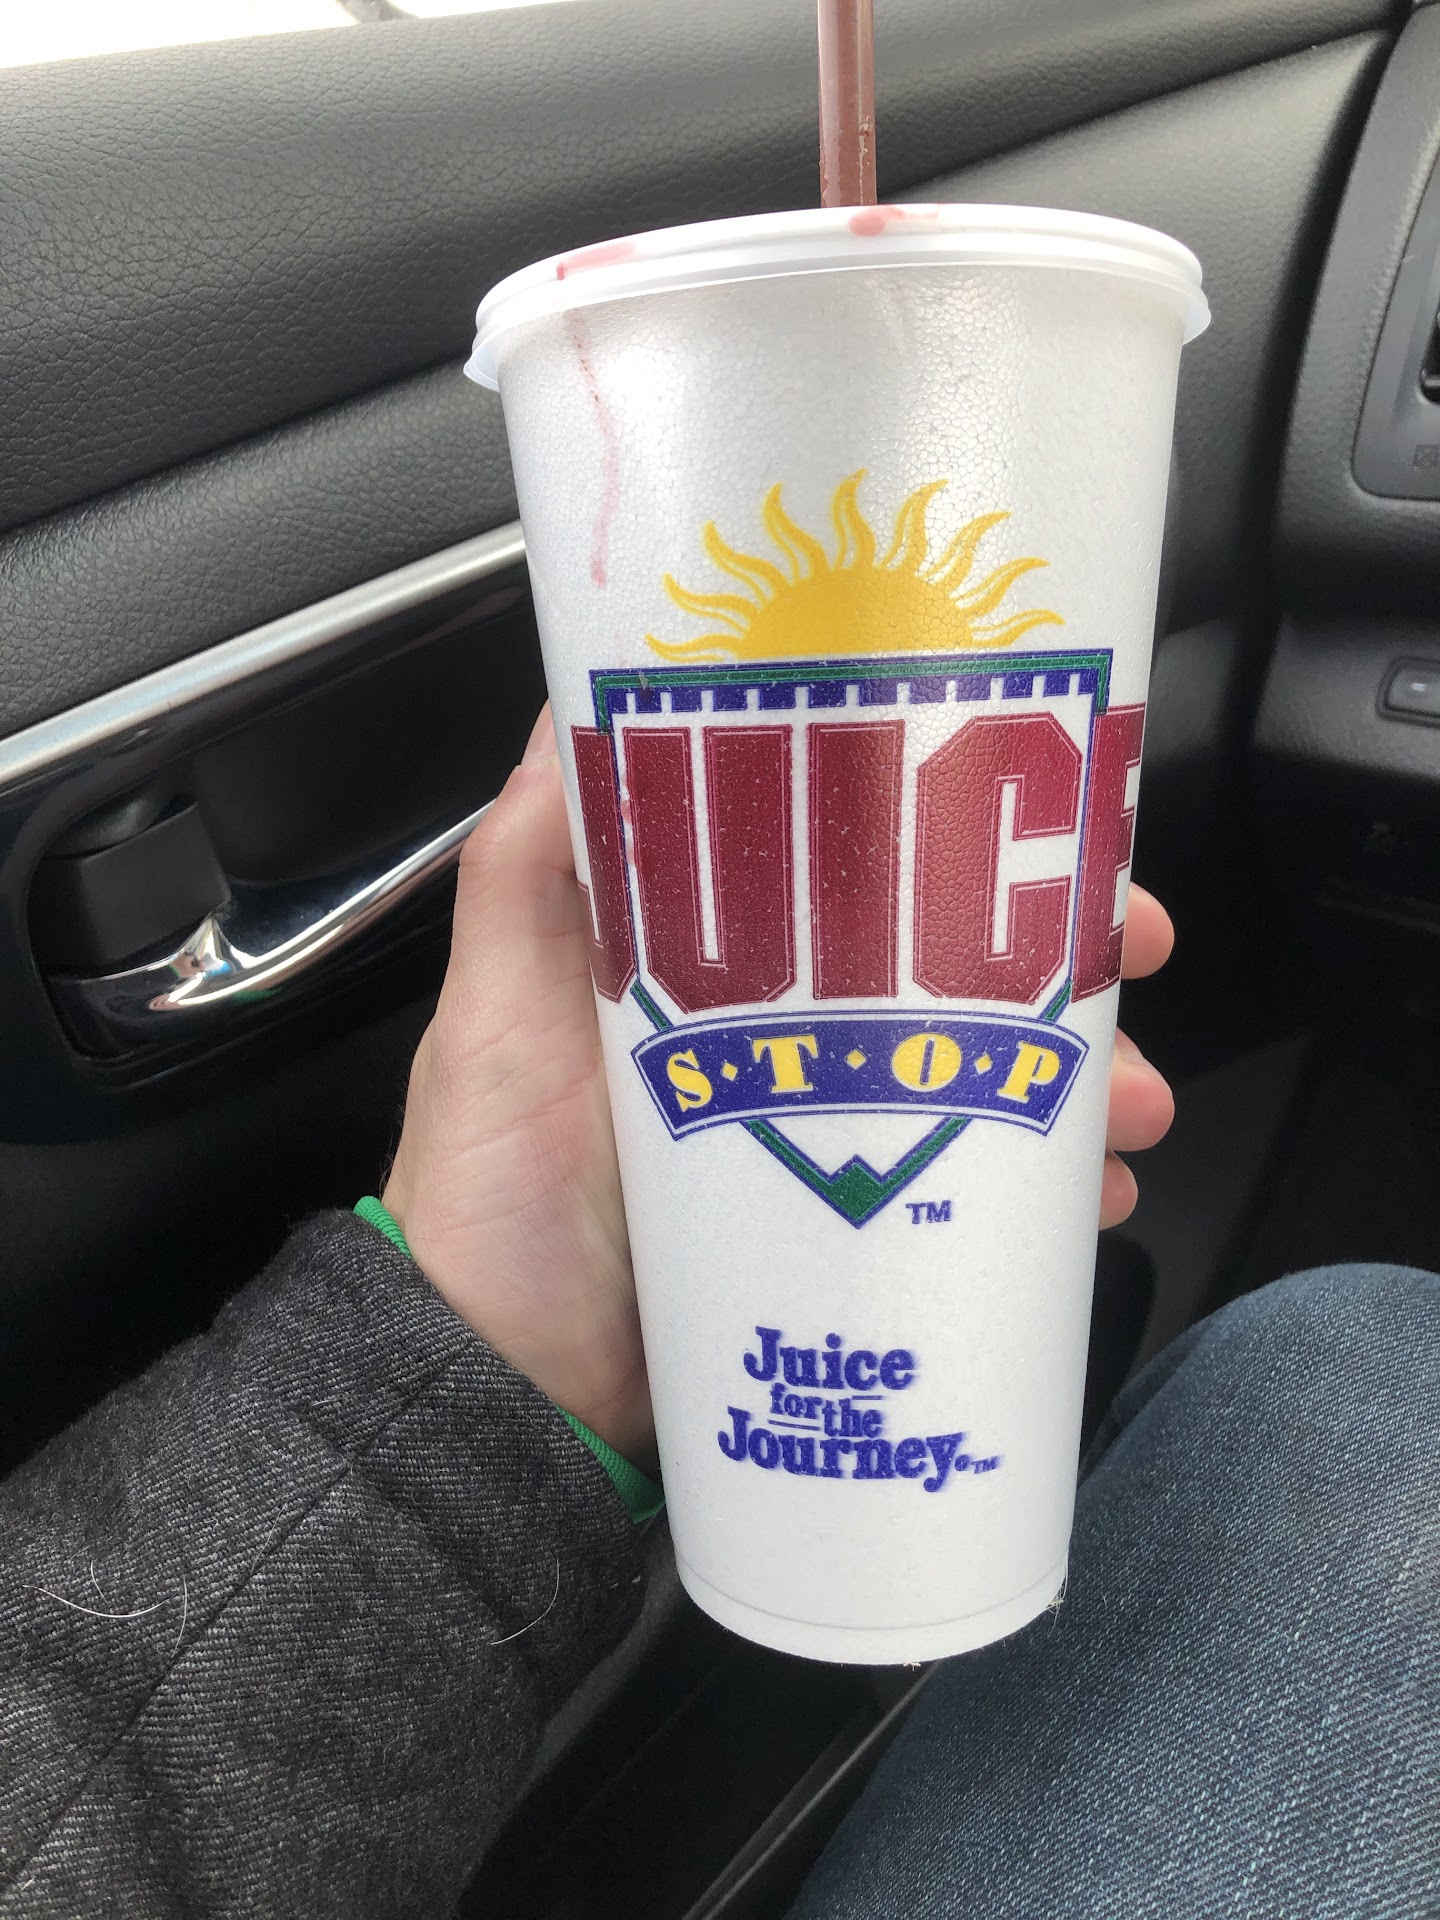 JUICE
S·T·O·P
TM
Juice
for the
Journey.™